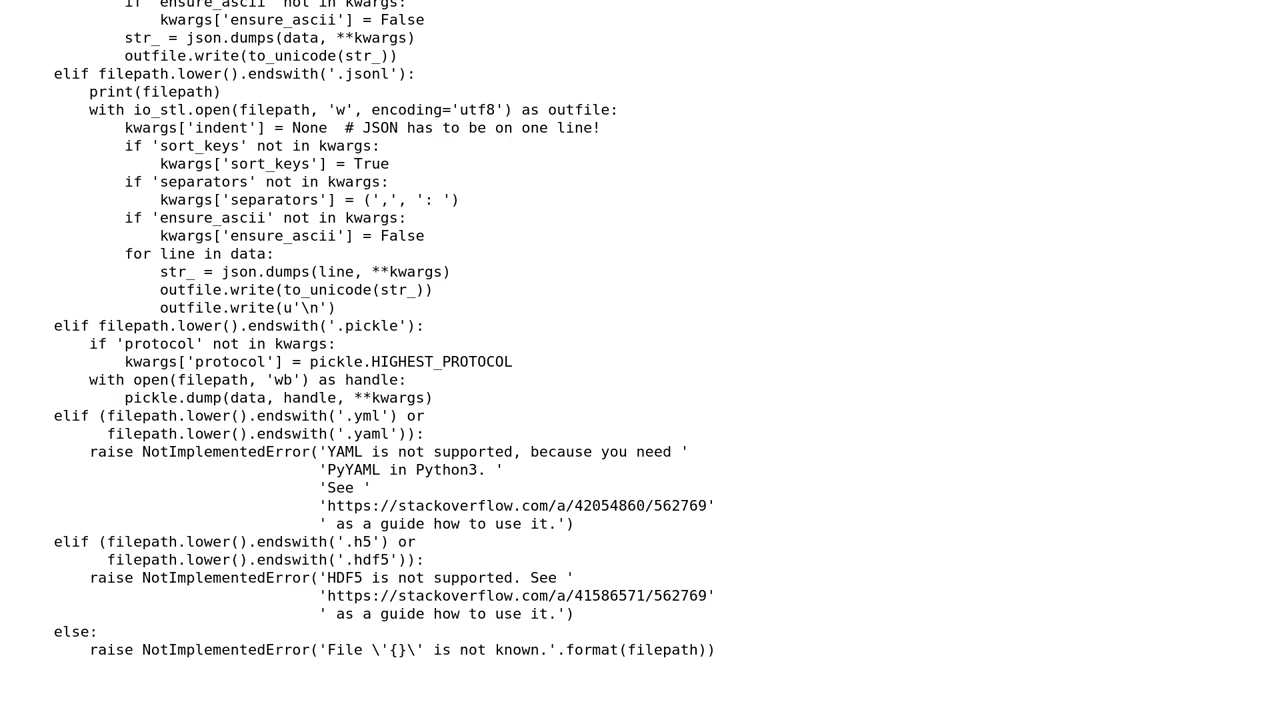 if 'ensure_ascii' not in kwargs:
kwargs['ensure_ascii'] = False
str_ = json.dumps(data, **kwargs)
outfile.write(to_unicode(str_))
elif filepath.lower().endswith('.jsonl'):
print(filepath)
with io_stl.open(filepath, 'w', encoding='utf8') as outfile:
kwargs['indent'] = None  # JSON has to be on one line!
if 'sort_keys' not in kwargs:
kwargs['sort_keys'] = True
if 'separators' not in kwargs:
kwargs['separators'] = (',', ': ')
if 'ensure_ascii' not in kwargs:
kwargs['ensure_ascii'] = False
for line in data:
str_ = json.dumps(line, **kwargs)
outfile.write(to_unicode(str_))
outfile.write(u'\n')
elif filepath.lower().endswith('.pickle'):
if 'protocol' not in kwargs:
kwargs['protocol'] = pickle.HIGHEST_PROTOCOL
with open(filepath, 'wb') as handle:
pickle.dump(data, handle, **kwargs)
elif (filepath.lower().endswith('.yml') or
filepath.lower().endswith('.yaml')):
raise NotImplementedError('YAML is not supported, because you need '
'PyYAML in Python3. '
'See '
'https://stackoverflow.com/a/42054860/562769'
' as a guide how to use it.')
elif (filepath.lower().endswith('.h5') or
filepath.lower().endswith('.hdf5')):
raise NotImplementedError('HDF5 is not supported. See '
'https://stackoverflow.com/a/41586571/562769'
' as a guide how to use it.')
else:
raise NotImplementedError('File \'{}\' is not known.'.format(filepath))